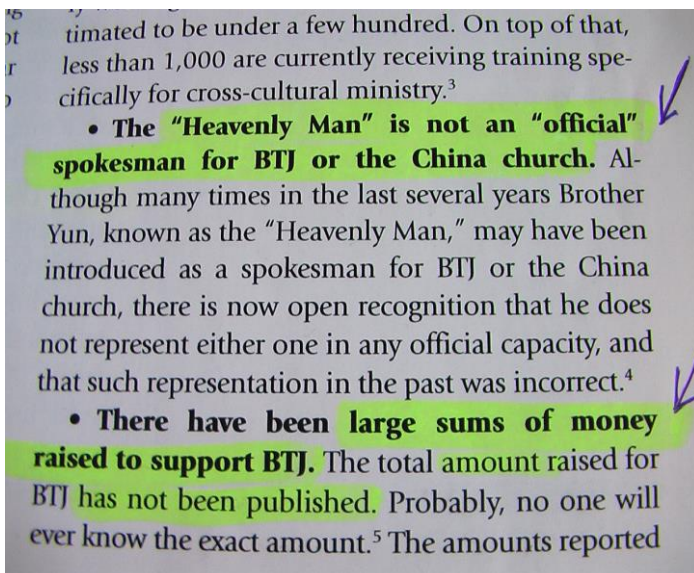 timated to be under a few hundred. On top of that,
less than 1,000 are currently receiving training spe-
cifically for cross-cultural ministry.³
• The “Heavenly Man” is not an “official”
spokesman for BTJ or the China church. Al-
though many times in the last several years Brother
Yun, known as the “Heavenly Man,” may have been
introduced as a spokesman for BTJ or the China
church, there is now open recognition that he does
not represent either one in any official capacity, and
that such representation in the past was incorrect.⁴
• There have been large sums of money
raised to support BTJ. The total amount raised for
BTJ has not been published. Probably, no one will
ever know the exact amount.⁵ The amounts reported